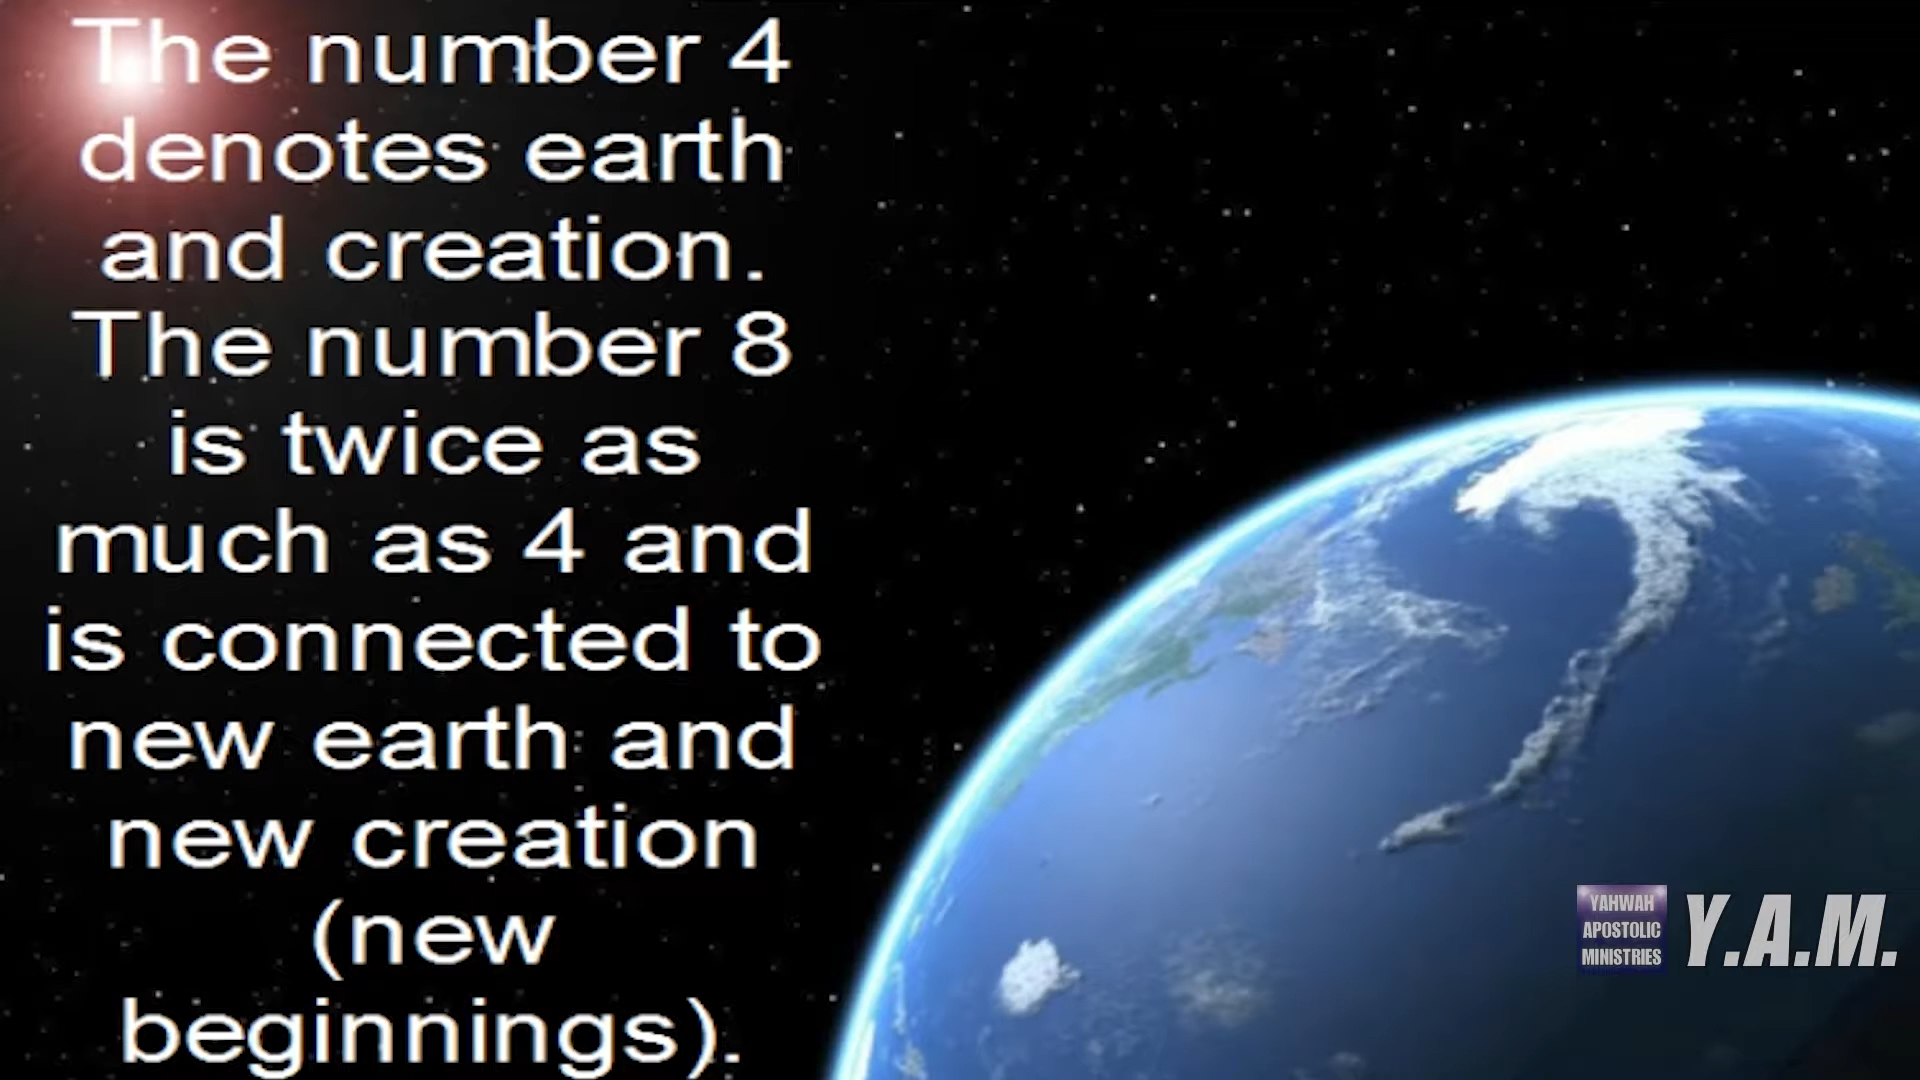 The number 4
denotes earth
and creation.
The number 8
is twice as
much as 4 and
is connected to
new earth and
new creation
(new
beginnings).
YAHWAH
APOSTOLIC
MINISTRIES
Y.A.M.